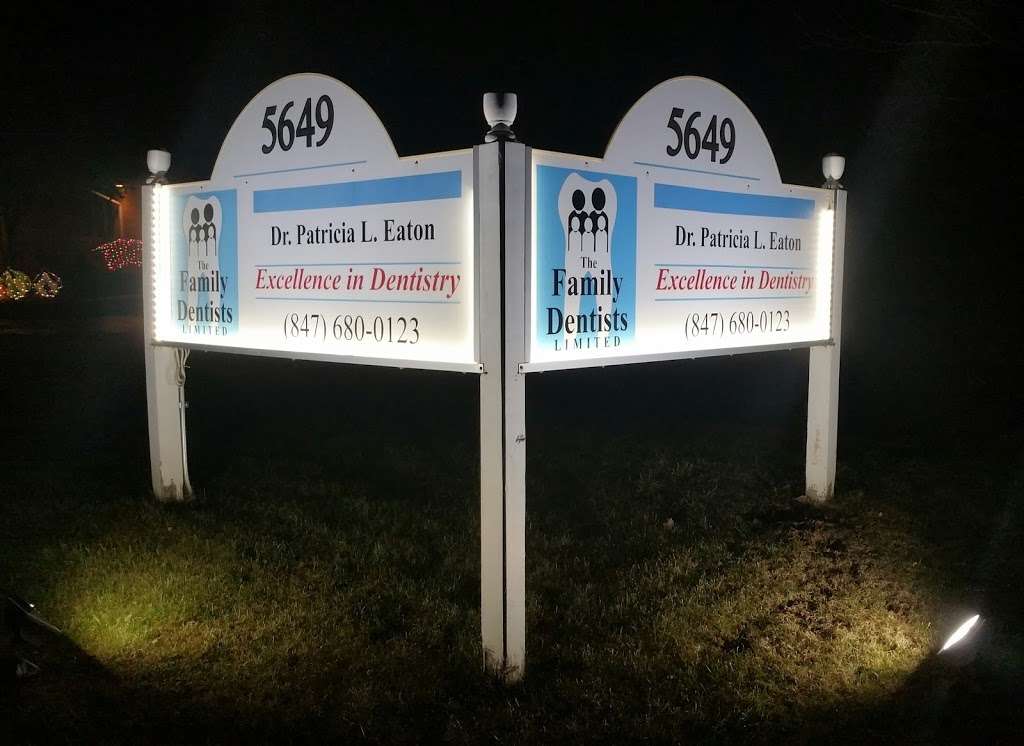 5649
Dr. Patricia L. Eaton
The
Family
Dentists
LIMITED
Excellence in Dentistry
(847) 680-0123
5649
Dr. Patricia L. Eaton
The
Family
Dentists
LIMITED
Excellence in Dentistry
(847) 680-0123